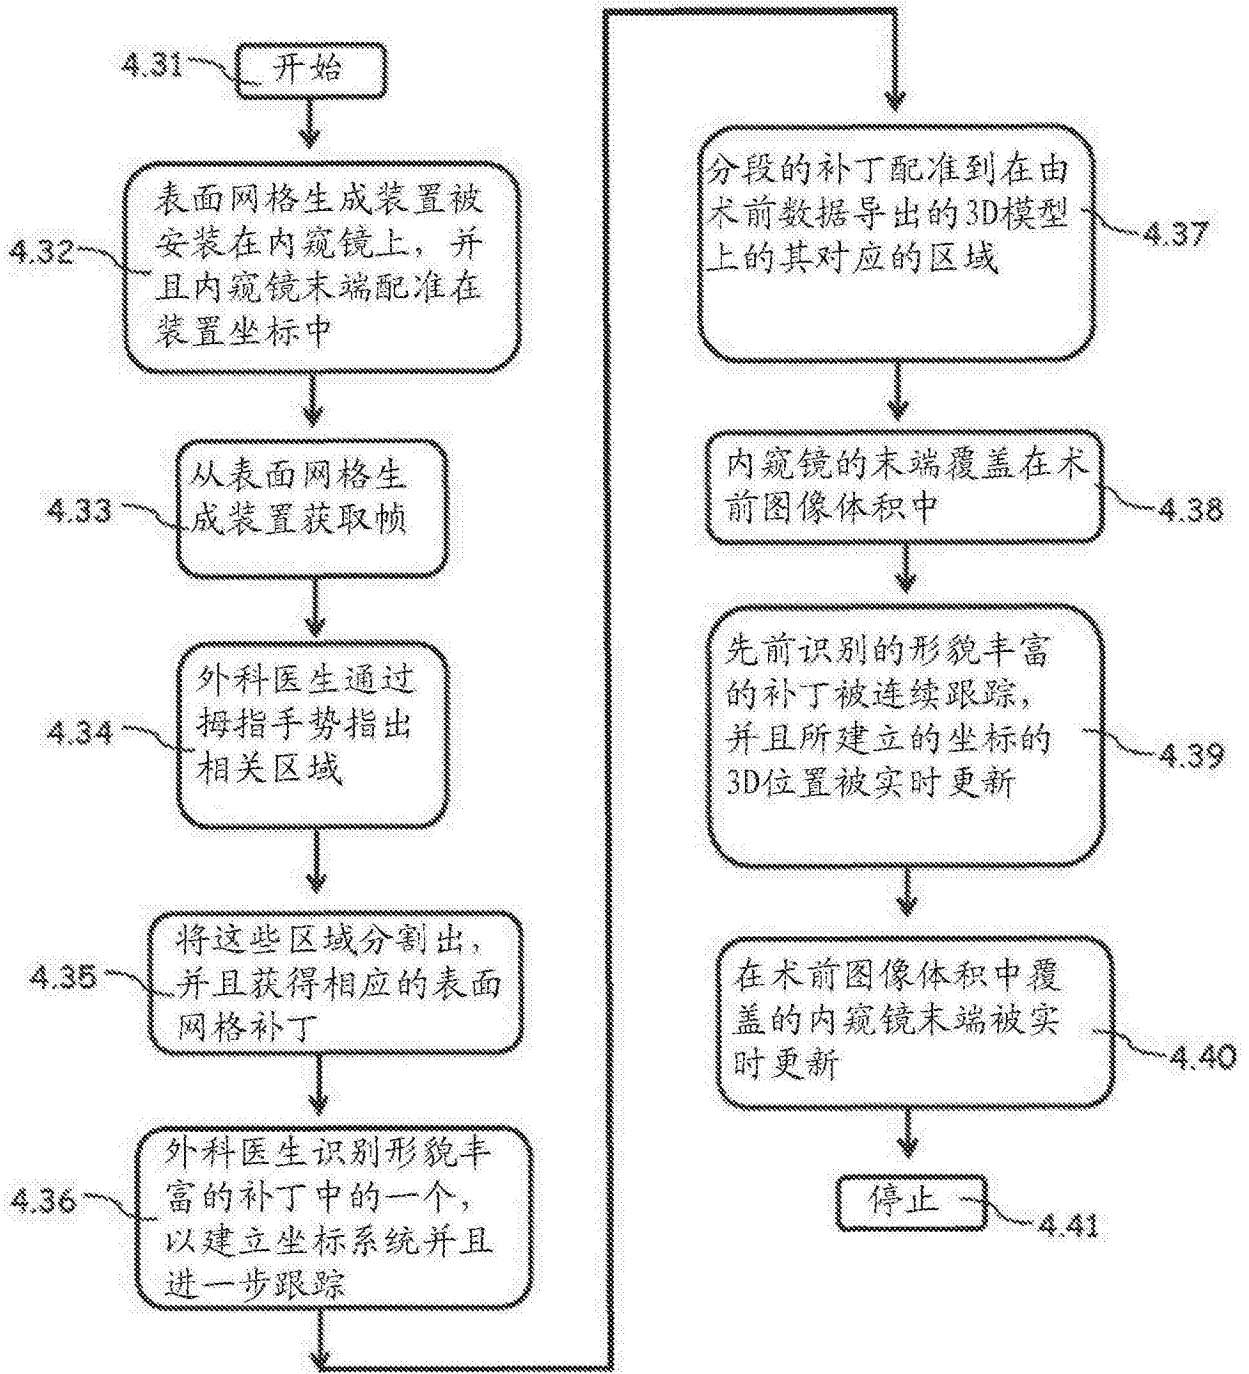 4.31
开始
4.32
表面网格生成装置被
安装在内窥镜上，并
且内窥镜末端配准在
装置坐标中
4.33
从表面网格生
成装置获取帧
4.34
外科医生通过
拇指手势指出
相关区域
4.35
将这些区域分割出，
并且获得相应的表面
网格补丁
4.36
外科医生识别形貌丰
富的补丁中的一个，
以建立坐标系统并且
进一步跟踪
分段的补丁配准到在由
术前数据导出的3D模型
上的其对应的区域
4.37
内窥镜的末端覆盖在术
前图像体积中
4.38
先前识别的形貌丰富
的补丁被连续跟踪，
并且所建立的坐标的
3D位置被实时更新
4.39
在术前图像体积中覆
盖的内窥镜末端被实
时更新
4.40
停止
4.41